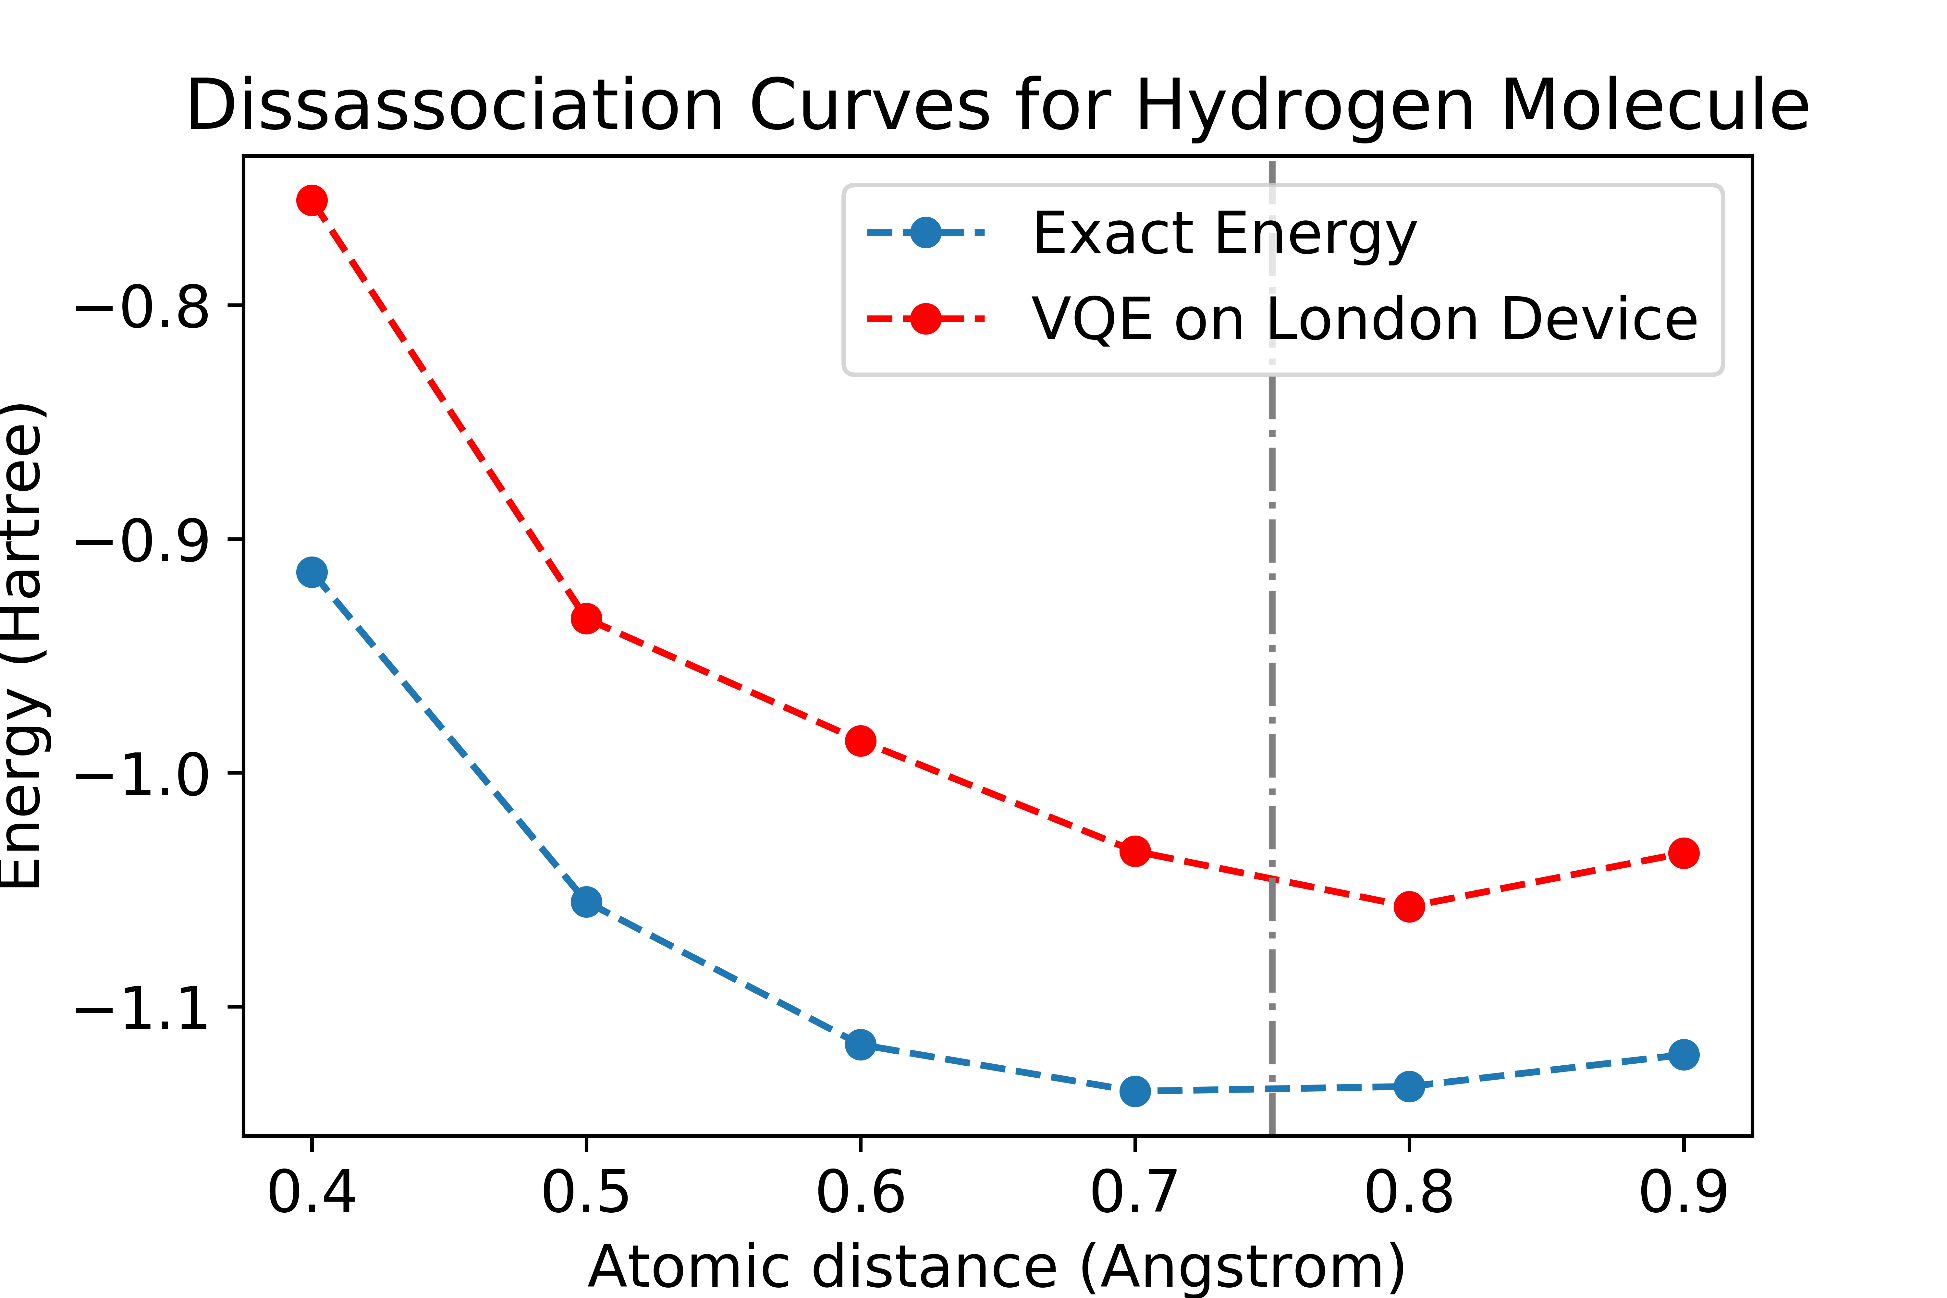 Dissassociation Curves for Hydrogen Molecule
Exact Energy
VQE on London Device
Energy (Hartree)
−0.8
−0.9
−1.0
−1.1
0.4 0.5 0.6 0.7 0.8 0.9
Atomic distance (Angstrom)